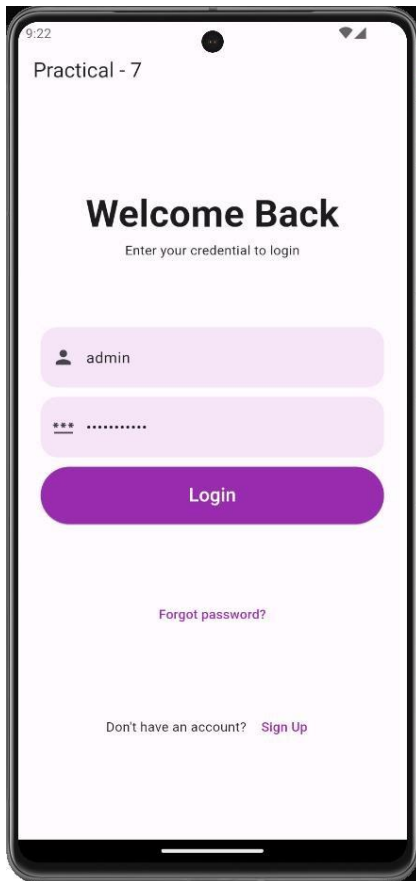 9:22
Practical - 7
Welcome Back
Enter your credential to login
admin
***
•••••••••••
Login
Forgot password?
Don't have an account? Sign Up